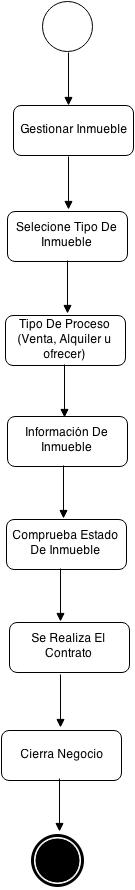 Gestionar Inmueble
Selecione Tipo De
Inmueble
Tipo De Proceso
(Venta, Alquiler u
ofrecer)
Información De
Inmueble
Comprueba Estado
De Inmueble
Se Realiza El
Contrato
Cierra Negocio